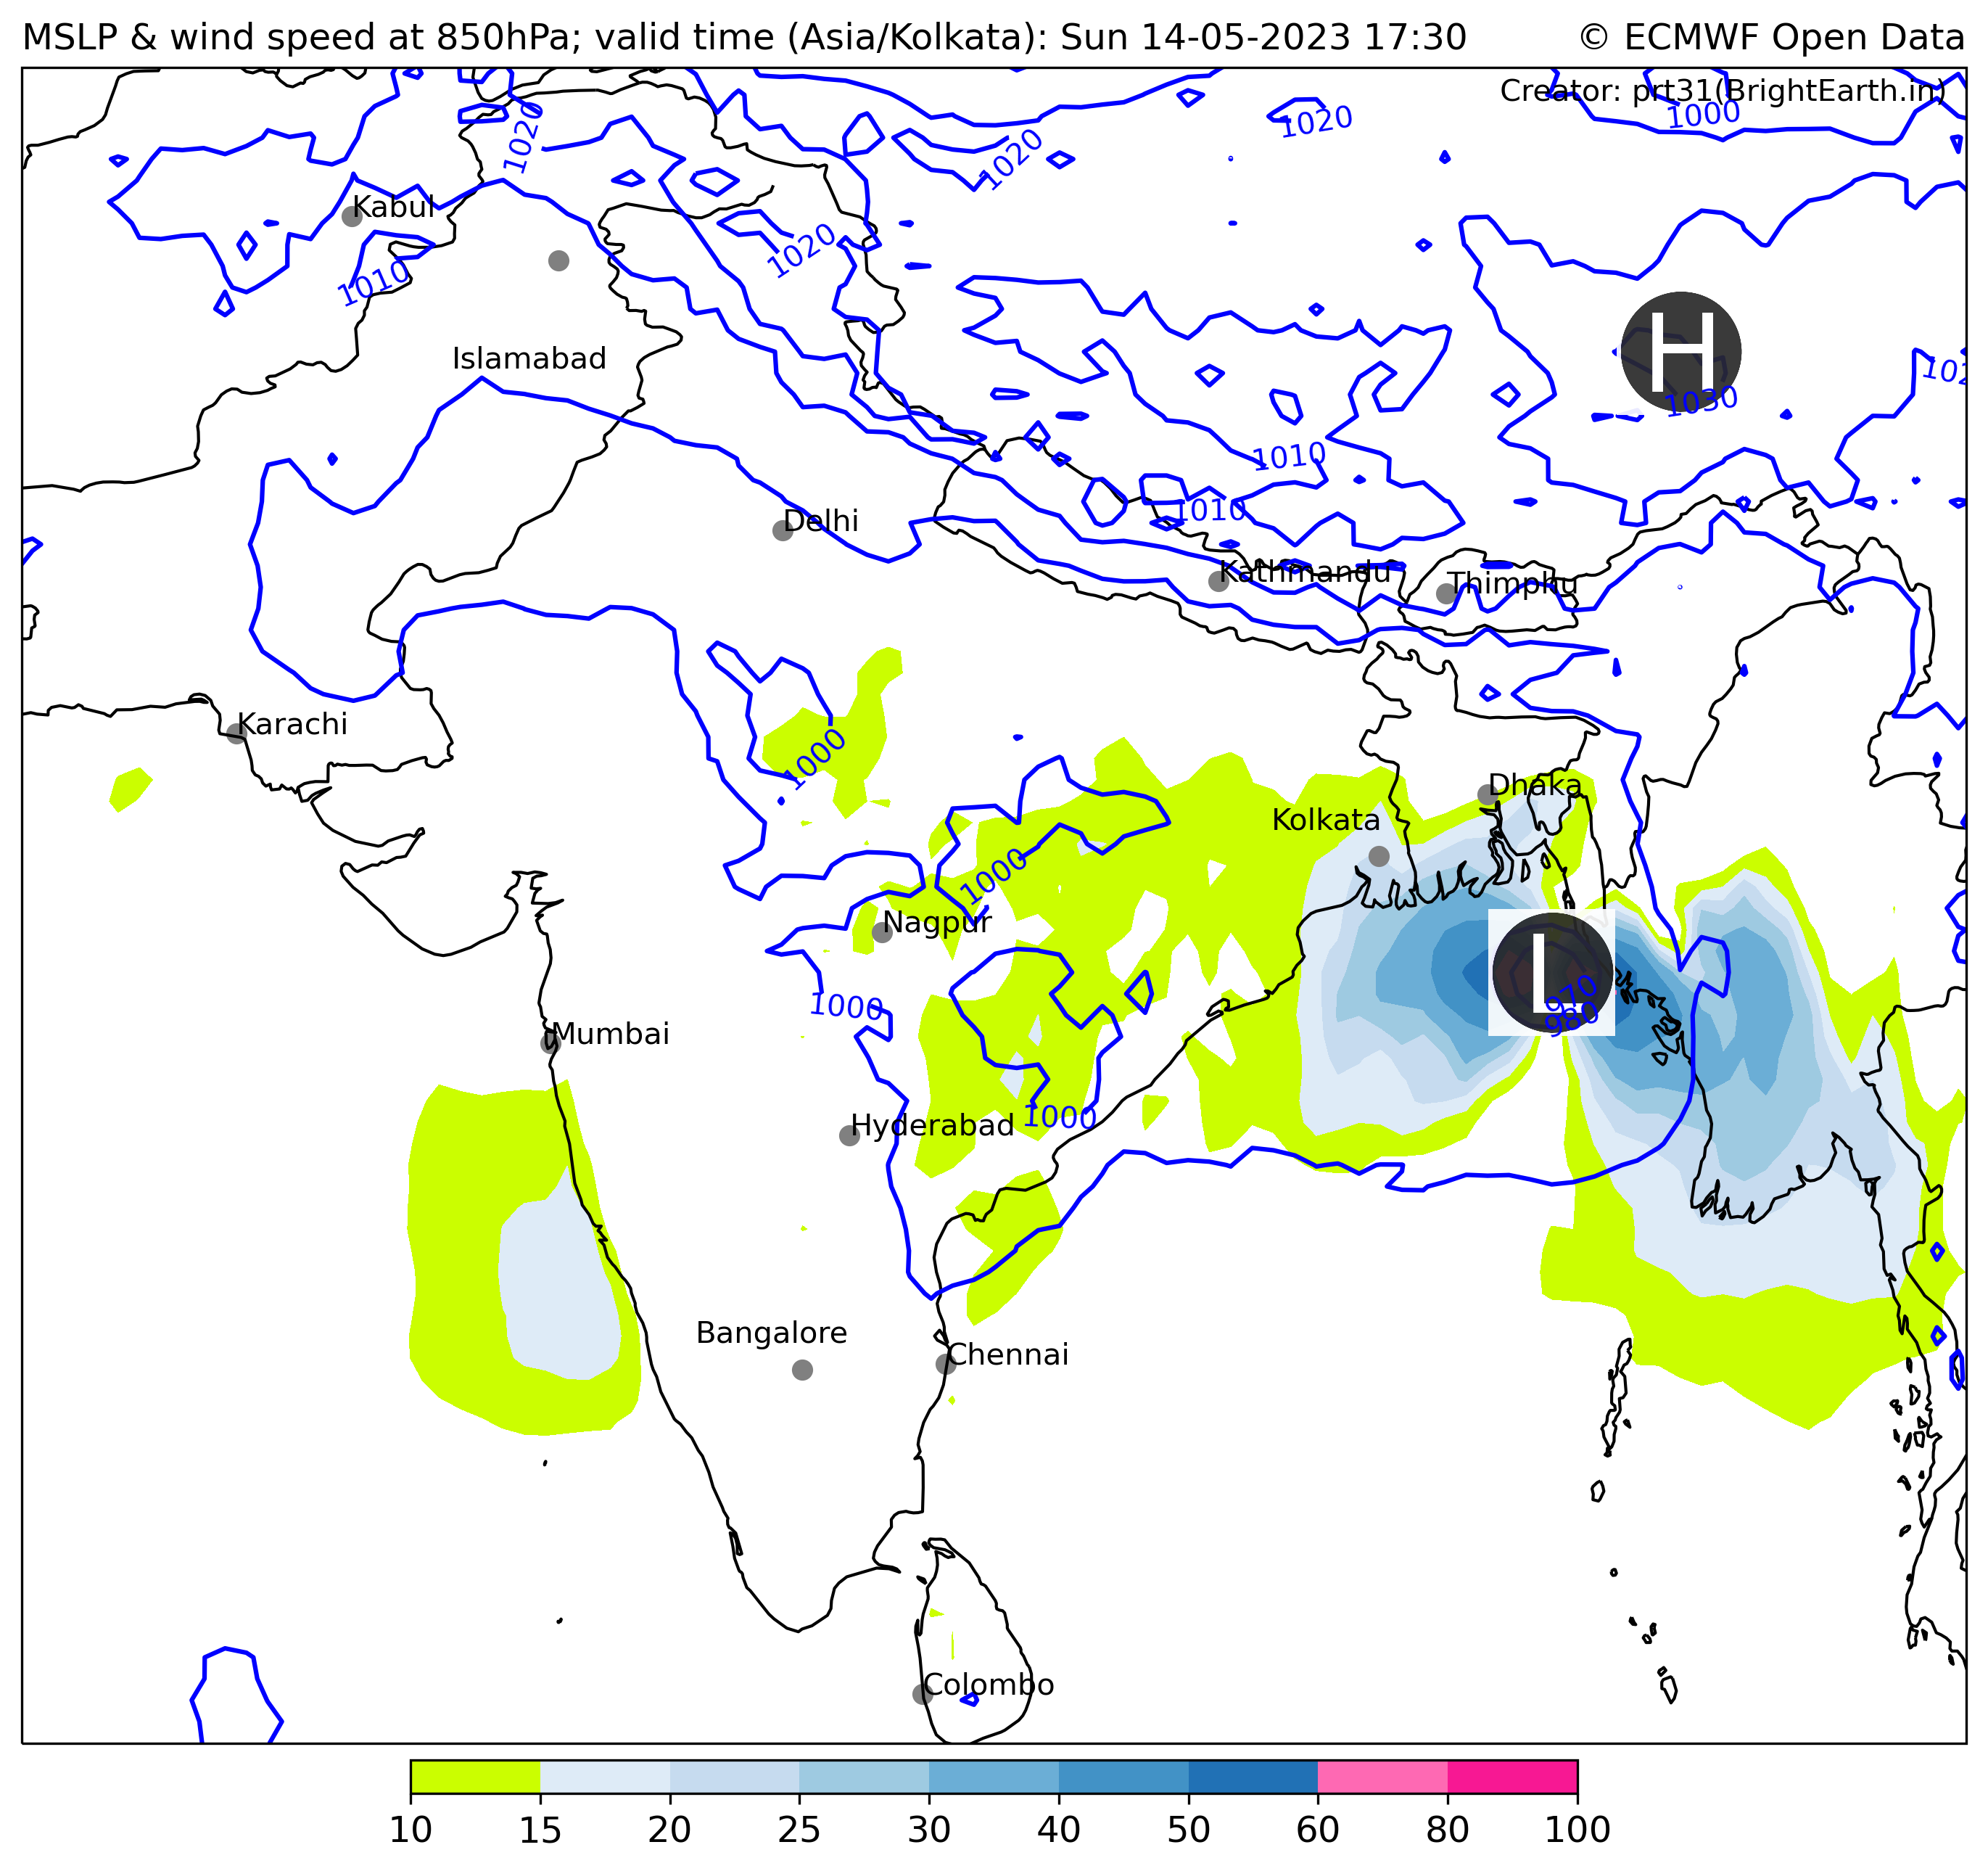 MSLP & wind speed at 850hPa; valid time (Asia/Kolkata): Sun 14-05-2023 17:30
© ECMWF Open Data
Creator: prt31(BrightEarth.in)
1000
1020
1020
1020
Kabul
1020
1010
H
Islamabad
102
1030
1010
1010
Delhi
Kathmandu
Thimphu
Karachi
1000
Dhaka
Kolkata
1000
Nagpur
L
970
980
1000
Mumbai
1000
Hyderabad
Bangalore
Chennai
Colombo
10 15 20 25 30 40 50 60 80 100